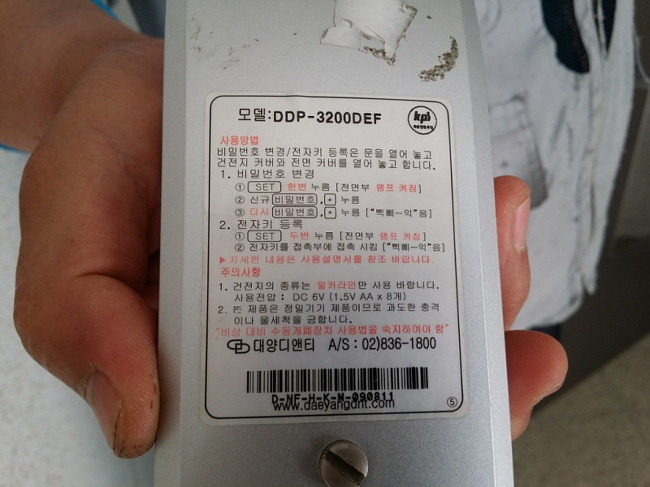 모델:DDP-3200DEF
kps
사용방법
비밀번호 변경/전자키 등록은 문을 열어 놓고
건전지 커버와 전면 커버를 열어 놓고 합니다.
1. 비밀번호 변경
① SET 한번 누름 [전면부 램프 켜짐]
② 신규 비밀번호, * 누름
③ 다시 비밀번호, * 누름 ["삑삐~익"음]
2. 전자키 등록
① SET 두번 누름 [전면부 램프 켜짐]
② 전자키를 접촉부에 접촉 시킴 ["삑삐~익"음]
▶자세한 내용은 사용설명서를 참조 바랍니다.
주의사항
1. 건전지의 종류는 알카라인만 사용 바랍니다.
사용전압 : DC 6V (1.5V AA x 8개)
2. 본 제품은 정밀기기 제품이므로 과도한 충격
이나 물세척을 금합니다.
"비상 대비 수동개폐장치 사용법을 숙지하여야 함"
대양디앤티 A/S : 02)836-1800
D-NF-H-K-M-090811
www.daeyangdnt.com
⑤